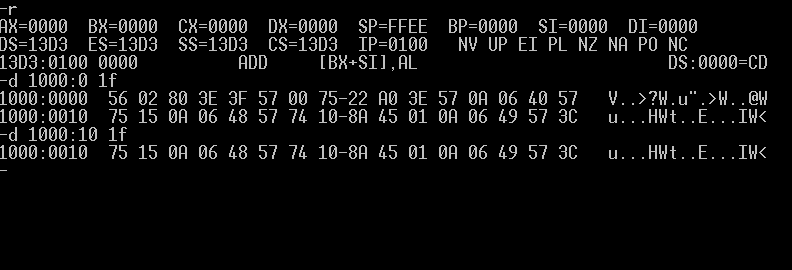 -r
AX=0000  BX=0000  CX=0000  DX=0000  SP=FFEE  BP=0000  SI=0000  DI=0000
DS=13D3  ES=13D3  SS=13D3  CS=13D3  IP=0100   NV UP EI PL NZ NA PO NC
13D3:0100 0000          ADD     [BX+SI],AL                         DS:0000=CD
-d 1000:0 1f
1000:0000  56 02 80 3E 3F 57 00 75-22 A0 3E 57 0A 06 40 57   V..>?W.u".>W..@W
1000:0010  75 15 0A 06 48 57 74 10-8A 45 01 0A 06 49 57 3C   u...HWt..E...IW<
-d 1000:10 1f
1000:0010  75 15 0A 06 48 57 74 10-8A 45 01 0A 06 49 57 3C   u...HWt..E...IW<
-